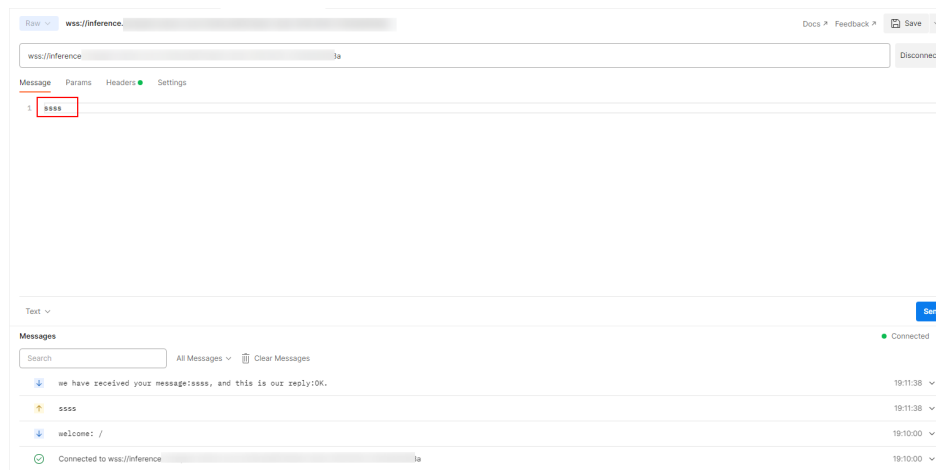 Raw wss://inference. Docs Feedback Save
wss://inference Disconnec
Message Params Headers Settings
1 ssss
Text Sen
Messages Connected
Search All Messages Clear Messages
we have received your message:ssss, and this is our reply:OK. 19:11:38
ssss 19:11:38
welcome: / 19:10:00
Connected to wss://inference 19:10:00